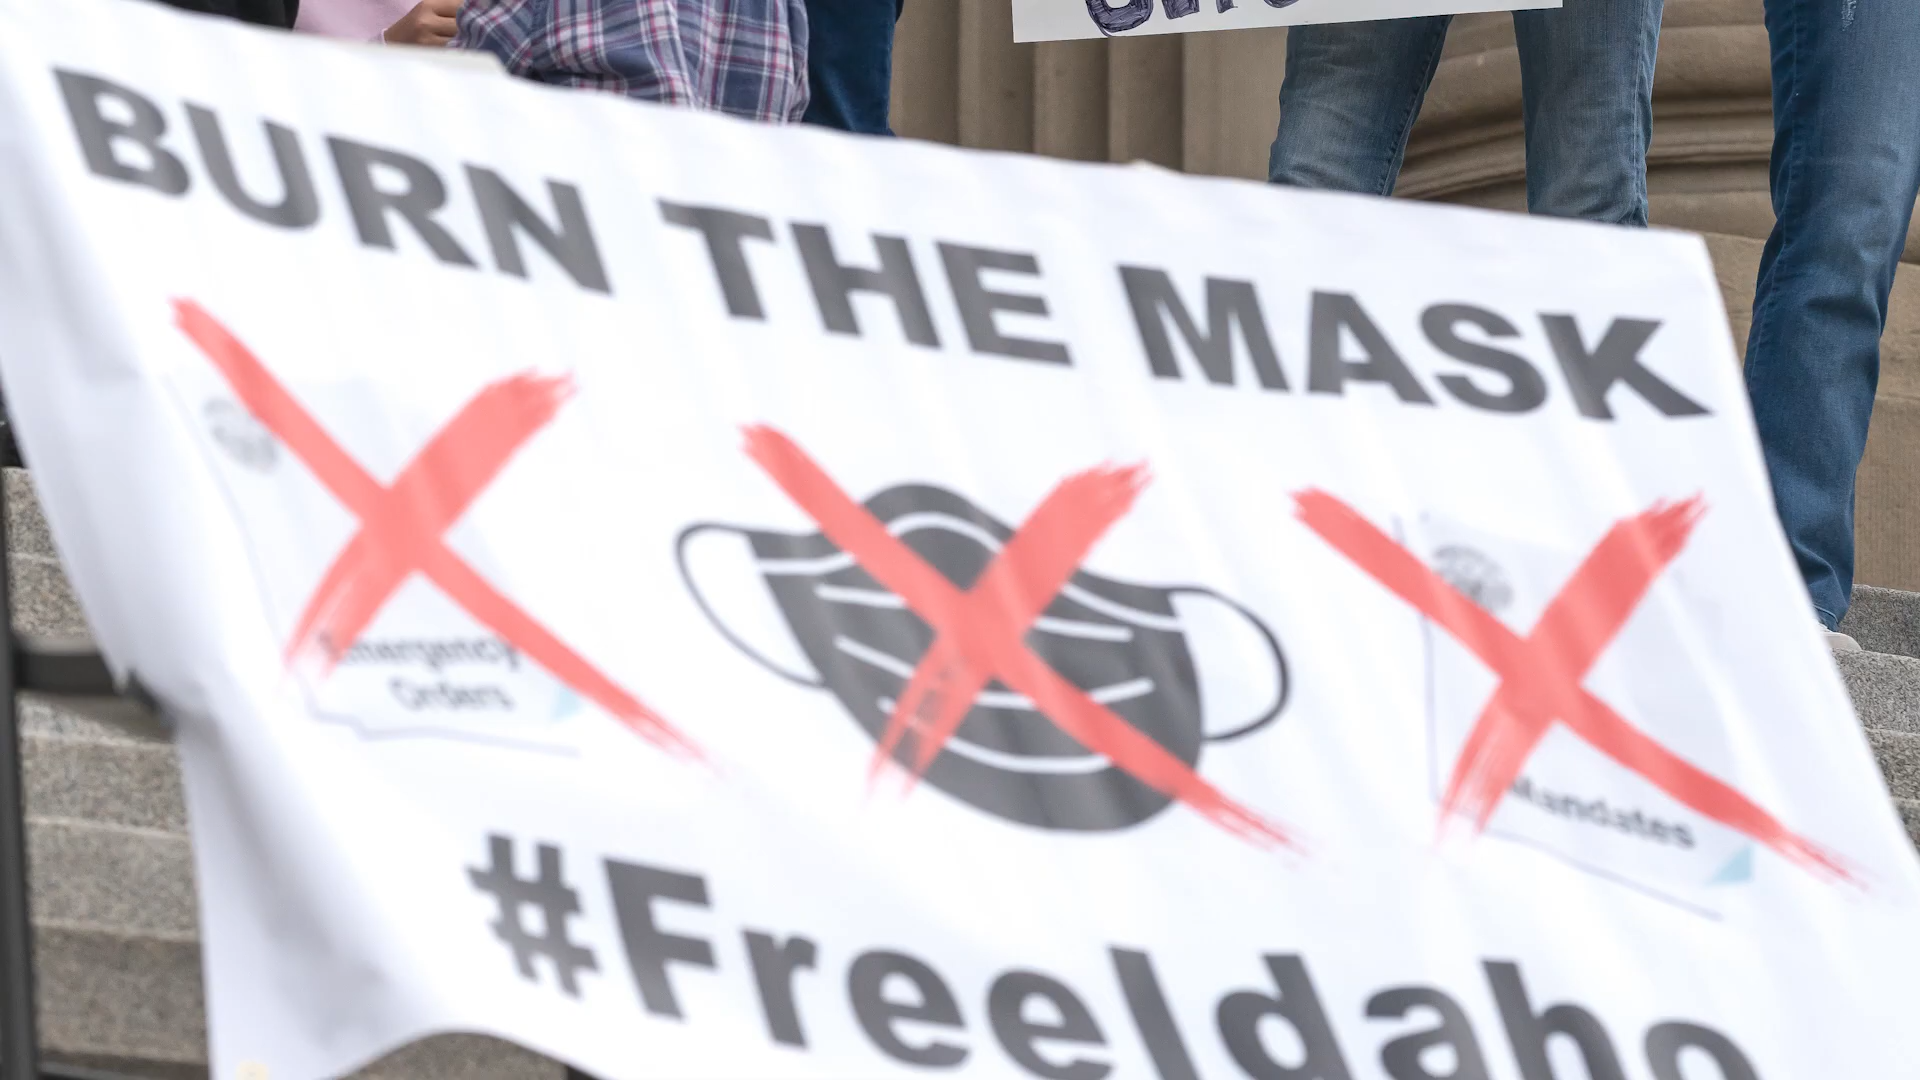 BURN THE MASK
Emergency
Orders
Mandates
#FreeIdaho